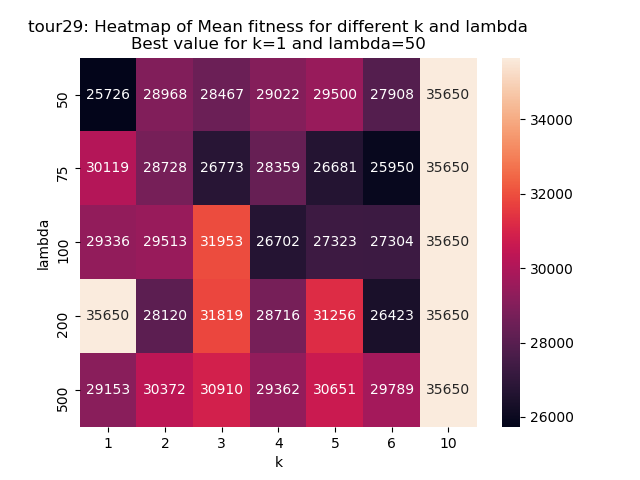 tour29: Heatmap of Mean fitness for different k and lambda
Best value for k=1 and lambda=50
50 25726 28968 28467 29022 29500 27908 35650
75 30119 28728 26773 28359 26681 25950 35650
100 29336 29513 31953 26702 27323 27304 35650
200 35650 28120 31819 28716 31256 26423 35650
500 29153 30372 30910 29362 30651 29789 35650
lambda
1 2 3 4 5 6 10
k
34000
32000
30000
28000
26000